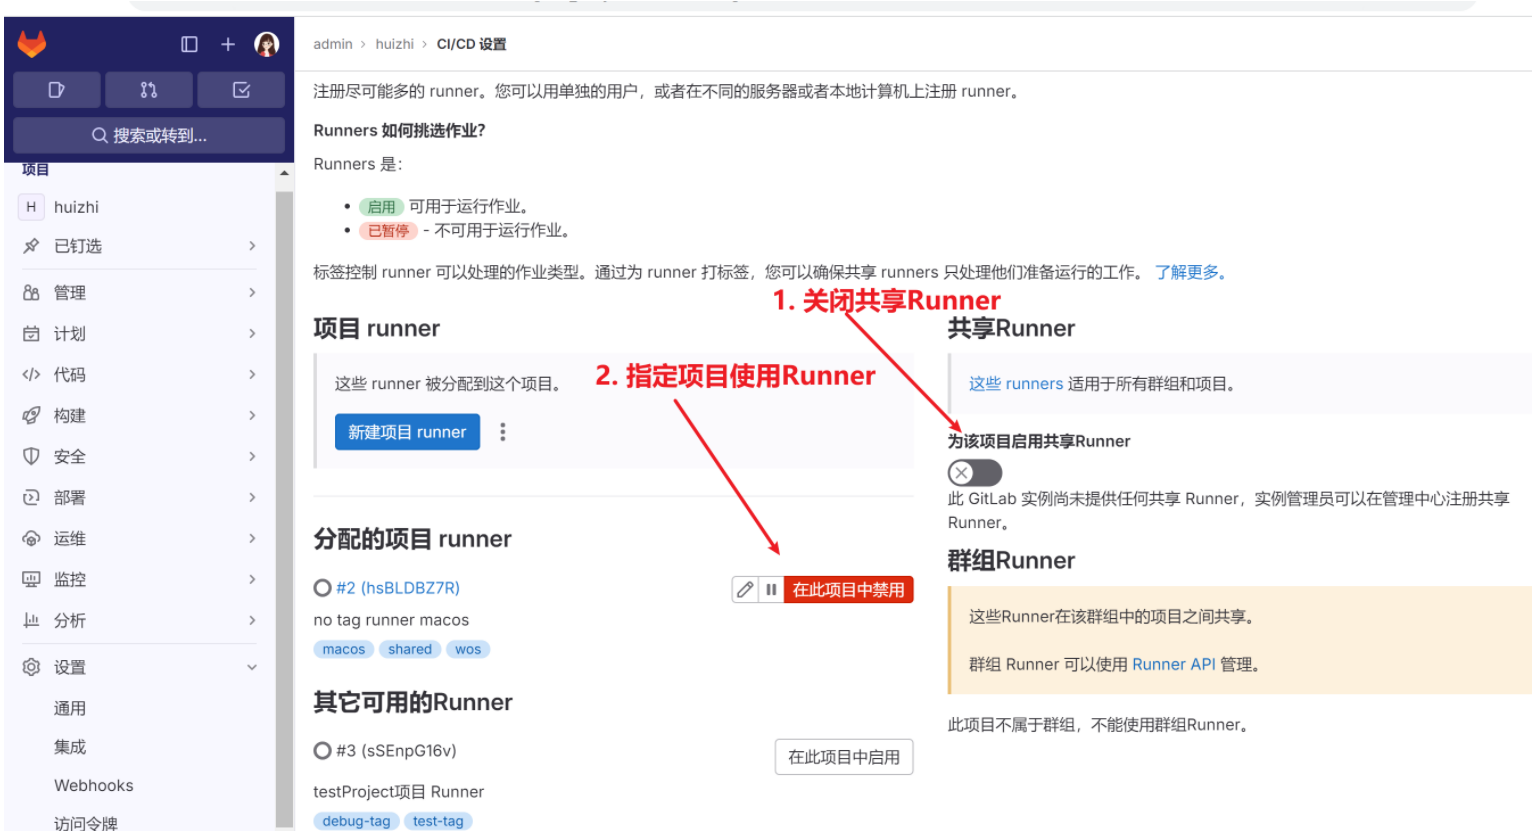 admin › huizhi › CI/CD 设置
搜索或转到...
项目
H huizhi
已钉选
管理
计划
代码
构建
安全
部署
运维
监控
分析
设置
通用
集成
Webhooks
访问令牌
注册尽可能多的 runner。您可以用单独的用户，或者在不同的服务器或者本地计算机上注册 runner。
Runners 如何挑选作业？
Runners 是：
• 启用 可用于运行作业。
• 已暂停 - 不可用于运行作业。
标签控制 runner 可以处理的作业类型。通过为 runner 打标签，您可以确保共享 runners 只处理他们准备运行的工作。 了解更多。
1. 关闭共享Runner
项目 runner
这些 runner 被分配到这个项目。
2. 指定项目使用Runner
新建项目 runner
分配的项目 runner
#2 (hsBLDBZ7R)
在此项目中禁用
no tag runner macos
macos shared wos
其它可用的Runner
#3 (sSEnpG16v)
在此项目中启用
testProject项目 Runner
debug-tag test-tag
共享Runner
这些 runners 适用于所有群组和项目。
为该项目启用共享Runner
此 GitLab 实例尚未提供任何共享 Runner，实例管理员可以在管理中心注册共享
Runner。
群组Runner
这些Runner在该群组中的项目之间共享。
群组 Runner 可以使用 Runner API 管理。
此项目不属于群组，不能使用群组Runner。